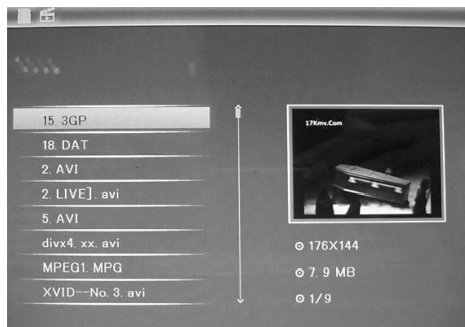 15. 3GP
18. DAT
2. AVI
2. LIVE]. avi
5. AVI
divx4. xx. avi
MPEG1. MPG
XVID--No. 3. avi
17Kmv.Com
176X144
7. 9 MB
1/9